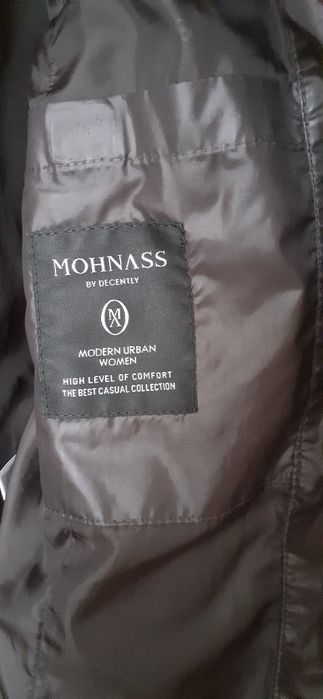 MOHNASS
BY DECENTLY
MA
MODERN URBAN
WOMEN
HIGH LEVEL OF COMFORT
THE BEST CASUAL COLLECTION